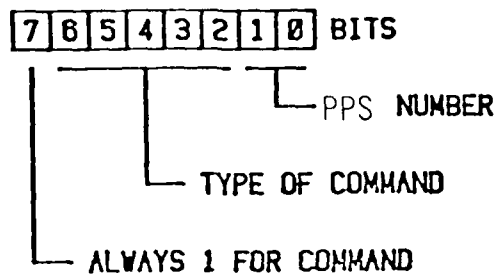 7 6 5 4 3 2 1 0 BITS
PPS NUMBER
TYPE OF COMMAND
ALWAYS 1 FOR COMMAND